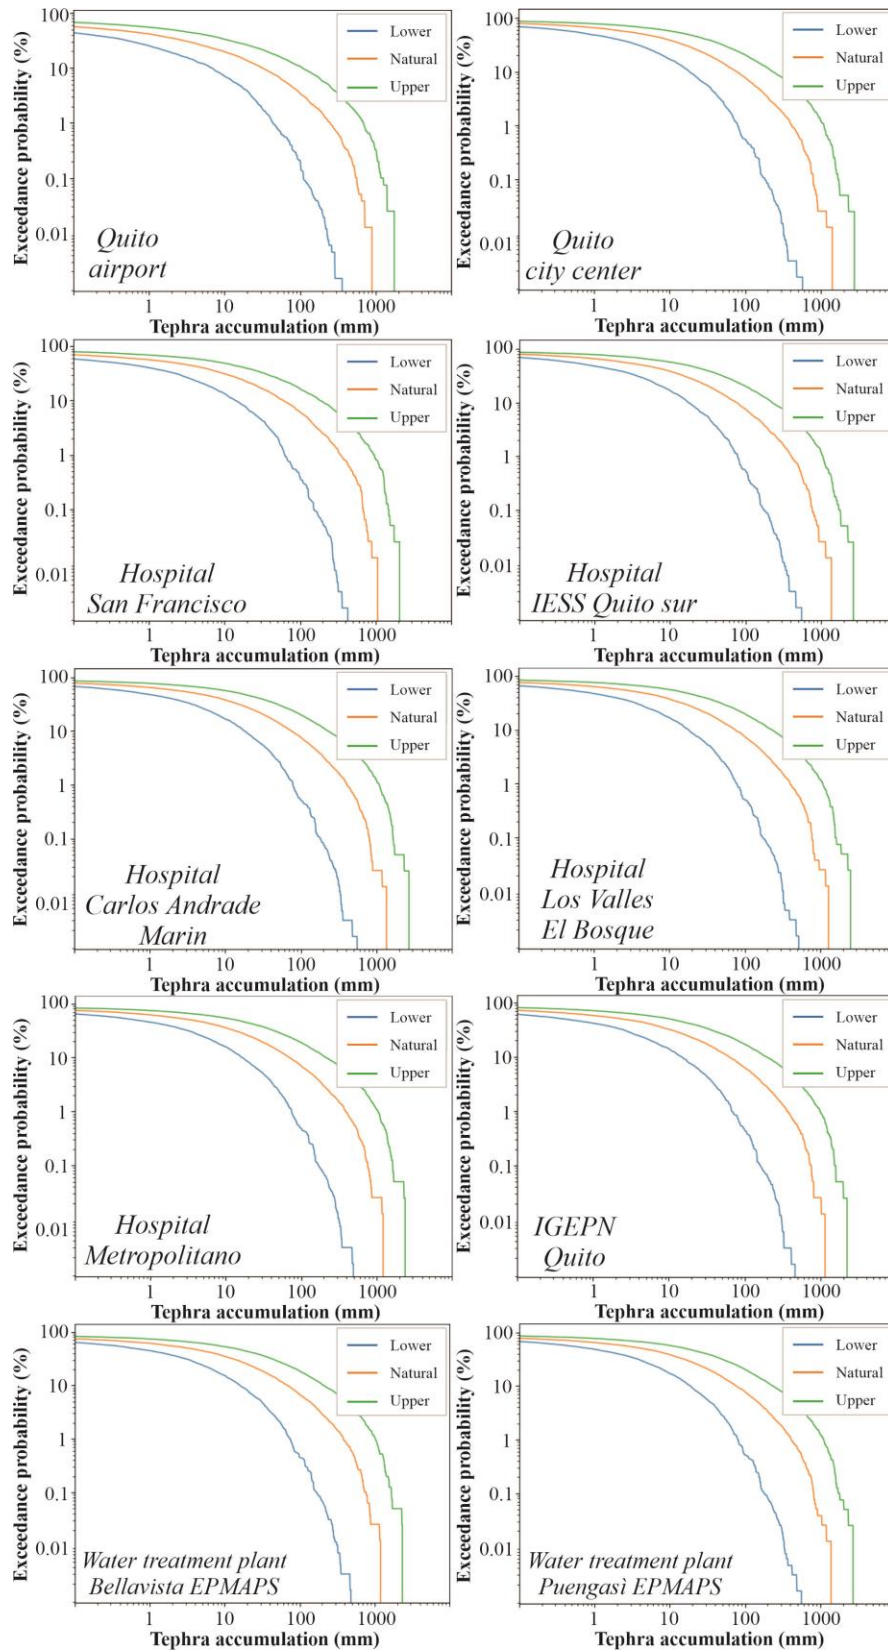 Exceedance probability (%)
100
10
1
0.1
0.01
Lower
Natural
Upper
Quito
airport
1
10
100
1000
Tephra accumulation (mm)
Exceedance probability (%)
100
10
1
0.1
0.01
Lower
Natural
Upper
Quito
city center
1
10
100
1000
Tephra accumulation (mm)
Exceedance probability (%)
100
10
1
0.1
0.01
Lower
Natural
Upper
Hospital
San Francisco
1
10
100
1000
Tephra accumulation (mm)
Exceedance probability (%)
100
10
1
0.1
0.01
Lower
Natural
Upper
Hospital
IESS Quito sur
1
10
100
1000
Tephra accumulation (mm)
Exceedance probability (%)
100
10
1
0.1
0.01
Lower
Natural
Upper
Hospital
Carlos Andrade
Marin
1
10
100
1000
Tephra accumulation (mm)
Exceedance probability (%)
100
10
1
0.1
0.01
Lower
Natural
Upper
Hospital
Los Valles
El Bosque
1
10
100
1000
Tephra accumulation (mm)
Exceedance probability (%)
100
10
1
0.1
0.01
Lower
Natural
Upper
Hospital
Metropolitano
1
10
100
1000
Tephra accumulation (mm)
Exceedance probability (%)
100
10
1
0.1
0.01
Lower
Natural
Upper
IGEPN
Quito
1
10
100
1000
Tephra accumulation (mm)
Exceedance probability (%)
100
10
1
0.1
0.01
Lower
Natural
Upper
Water treatment plant
Bellavista EPMAPS
1
10
100
1000
Tephra accumulation (mm)
Exceedance probability (%)
100
10
1
0.1
0.01
Lower
Natural
Upper
Water treatment plant
Puengasì EPMAPS
1
10
100
1000
Tephra accumulation (mm)